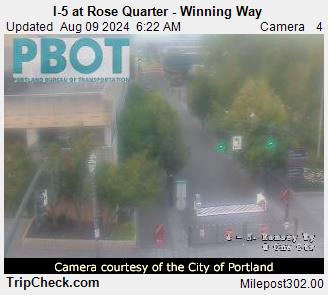 I-5 at Rose Quarter - Winning Way
Updated Aug 09 2024 6:22 AM Camera 4
PBOT
PORTLAND BUREAU OF TRANSPORTATION
Camera courtesy of the City of Portland
TripCheck.com Milepost302.00